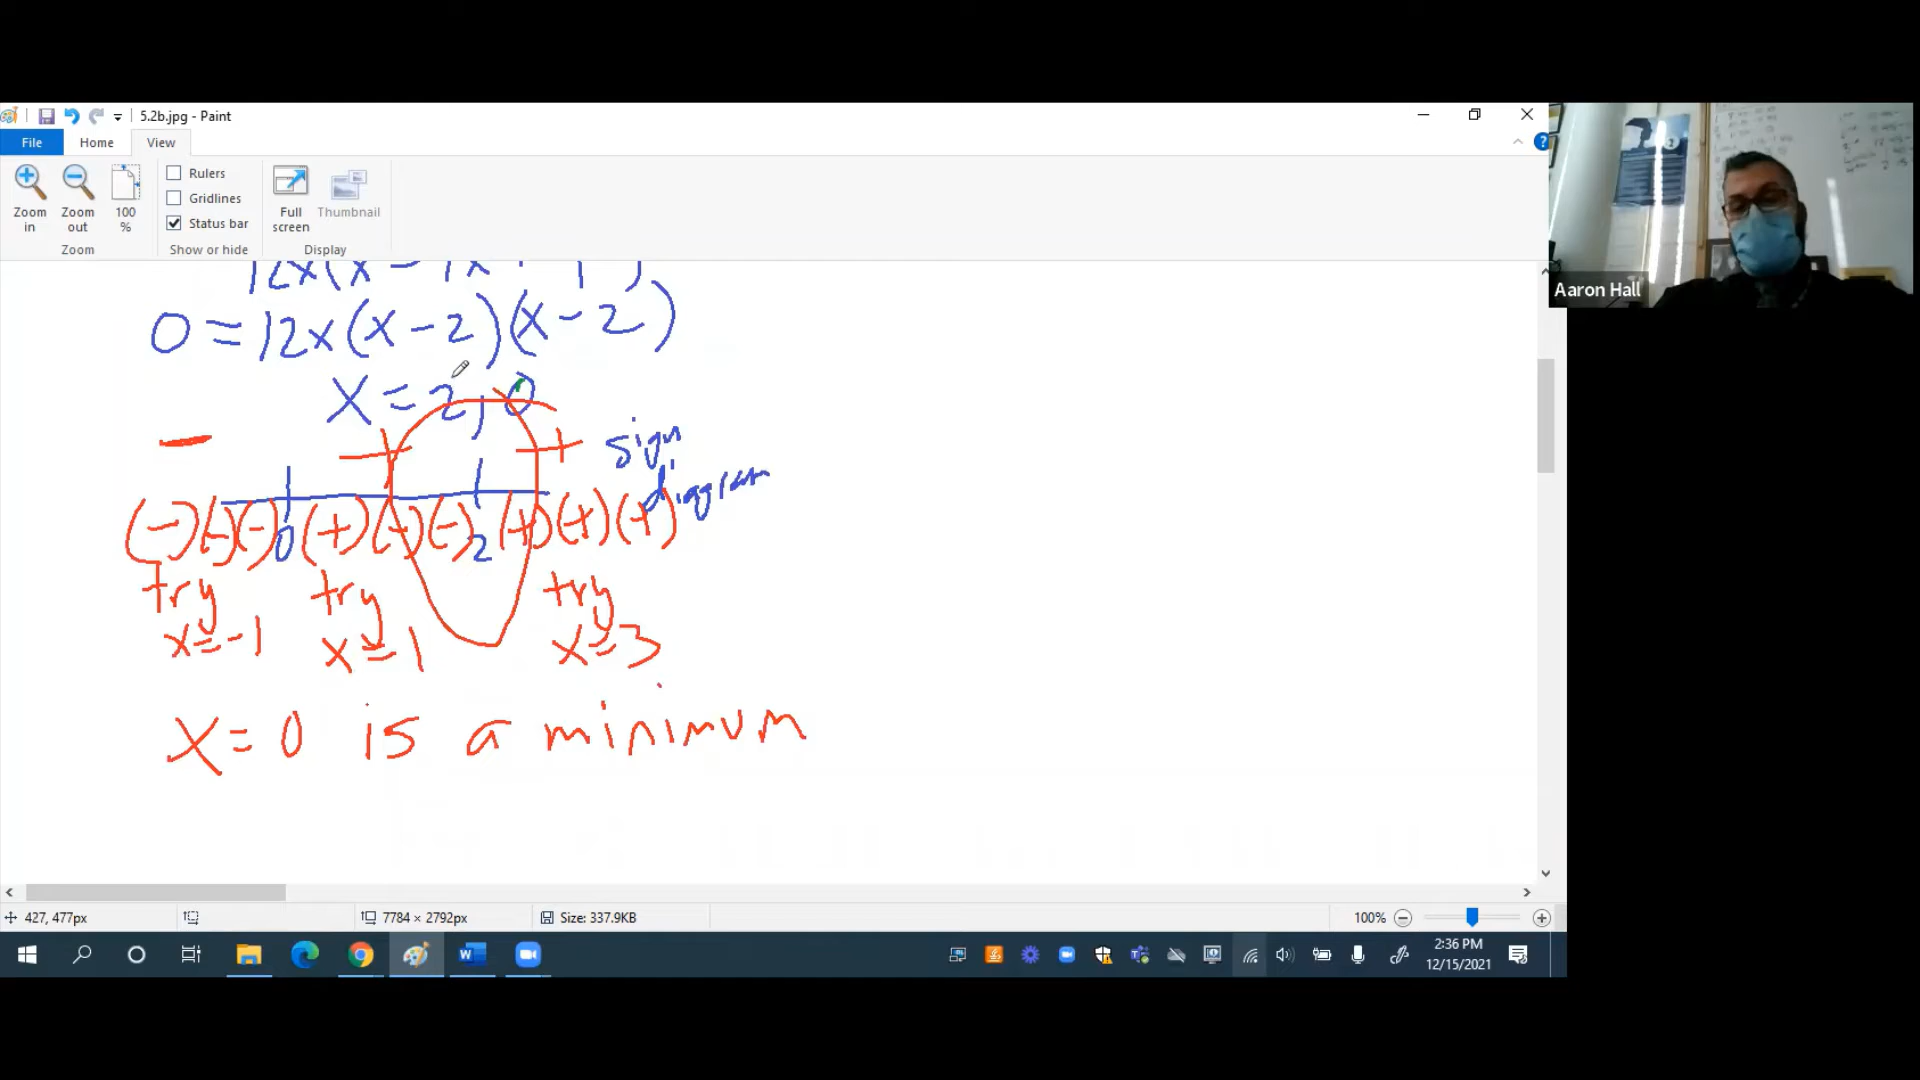 5.2b.jpg - Paint
File Home View
Zoom in
Zoom out
100 %
Rulers
Gridlines
Status bar
Full screen
Thumbnail
Zoom
Show or hide
Display
Aaron Hall
0 = 12x(x - 2)(x - 2)
x = 2, 0
- + +
sign
diagram
(-)(-)(-) 0 (+)(-)(-) 2 (+)(+)(+)
try
x = -1
try
x = 1
try
x = 3
x = 0 is a minimum
427, 477px
7784 × 2792px
Size: 337.9KB
100%
2:36 PM
12/15/2021